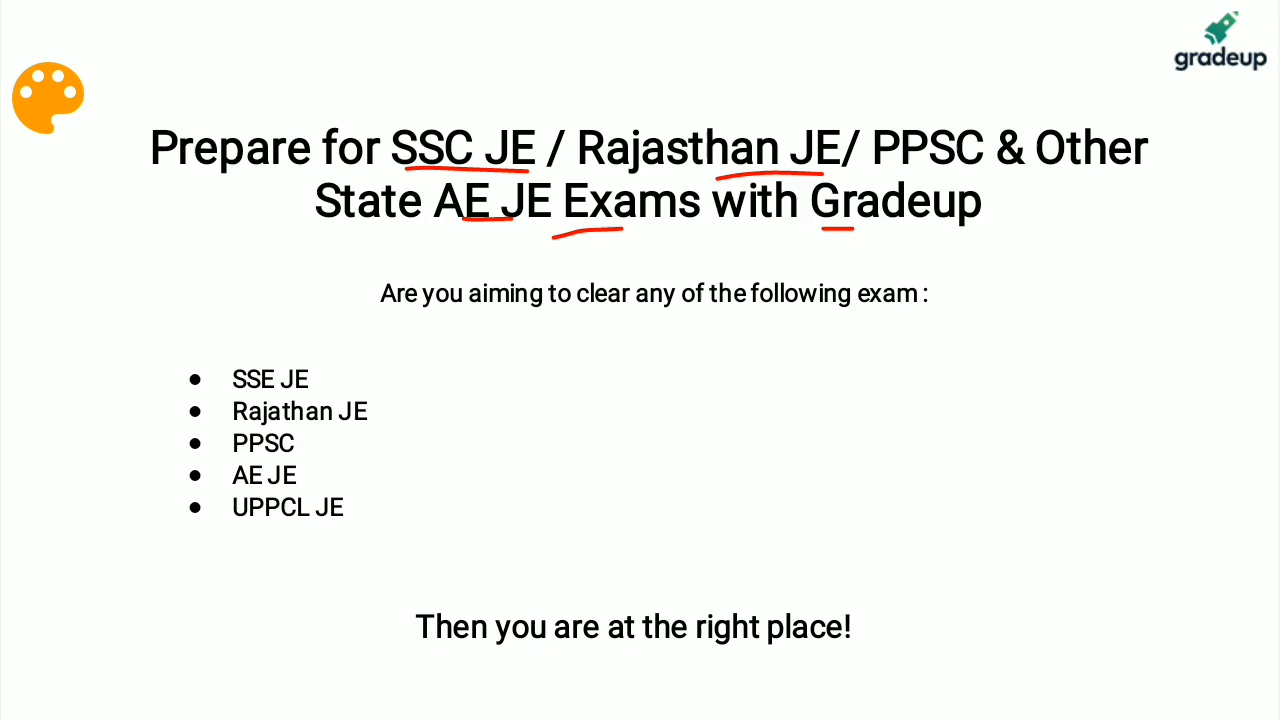 gradeup
Prepare for SSC JE / Rajasthan JE/ PPSC & Other
State AE JE Exams with Gradeup
Are you aiming to clear any of the following exam :
● SSE JE
● Rajathan JE
● PPSC
● AE JE
● UPPCL JE
Then you are at the right place!